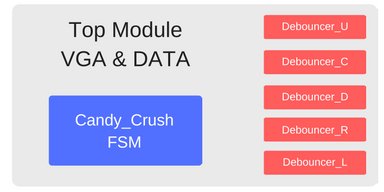 Top Module
VGA & DATA
Candy_Crush
FSM
Debouncer_U
Debouncer_C
Debouncer_D
Debouncer_R
Debouncer_L